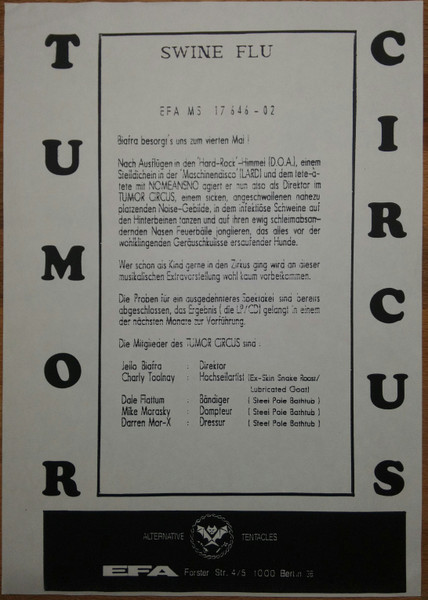 TUMOR
CIRCUS
SWINE FLU
EFA MS 17646-02
Biafra besorgt's uns zum vierten Mal !
Nach Ausflügen in den "Hard-Rock"-Himmel (D.O.A.), einem
Stelldichein in der "Maschinendisco" (LARD) und dem tete-à-
tete mit NOMEANSNO agiert er nun also als Direktor im
TUMOR CIRCUS, einem sicken, angeschwollenen nahezu
platzenden Noise-Gebilde, in dem infektiöse Schweine auf
den Hinterbeinen tanzen und auf ihren ewig schleimabson-
dernden Nasen Feuerbälle jonglieren, das alles vor der
wohlklingenden Geräuschkulisse ersaufender Hunde.
Wer schon als Kind gerne in den Zirkus ging wird an dieser
musikalischen Extravorstellung wohl kaum vorbeikommen.
Die Proben für ein ausgedehnteres Spektakel sind bereits
abgeschlossen, das Ergebnis ( die LP/CD) gelangt in einem
der nächsten Monate zur Vorführung.
Die Mitglieder des TUMOR CIRCUS sind :
Jello Biafra : Direktor
Charly Toolnay : Hochseilartist (Ex-Skin Snake Roast/
Lubricated Goat)
Dale Flattum : Bändiger ( Steel Pole Bathtub )
Mike Morasky : Dompteur ( Steel Pole Bathtub )
Darren Mor-X : Dressur ( Steel Pole Bathtub )
ALTERNATIVE TENTACLES
EFA Forster Str. 4/5 1000 Berlin 36